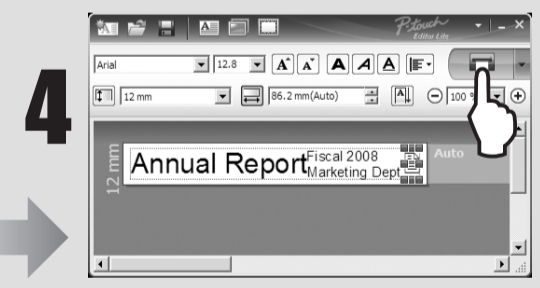 4
P-touch
Editor Lite
Arial
12.8
A A A A A
12 mm
86.2 mm(Auto)
A
100 %
12 mm
Annual Report
Fiscal 2008
Marketing Dept
Auto